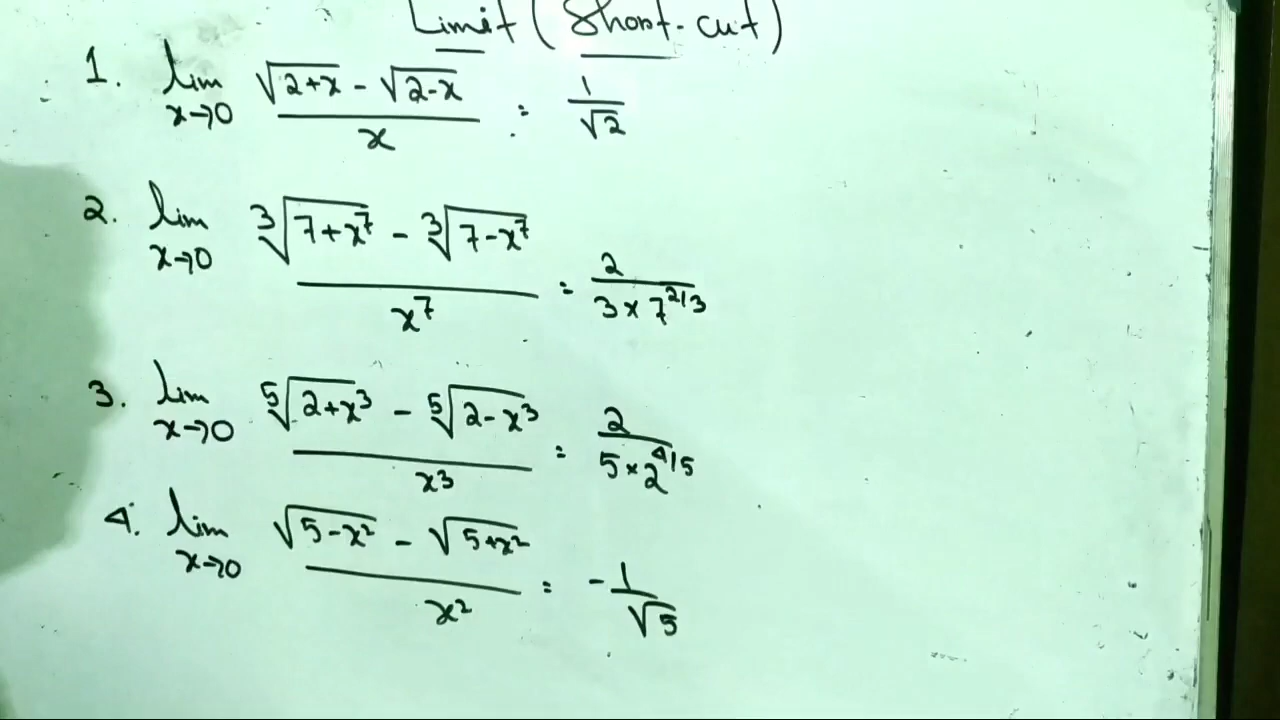 Limit (Short-cut)
1. lim x→0 (√(2+x) - √(2-x)) / x = 1/√2
2. lim x→0 (∛(7+x⁷) - ∛(7-x⁷)) / x⁷ = 2/(3×7^(2/3))
3. lim x→0 (⁵√(2+x³) - ⁵√(2-x³)) / x³ = 2/(5×2^(4/5))
4. lim x→0 (√(5-x²) - √(5+x²)) / x² = -1/√5